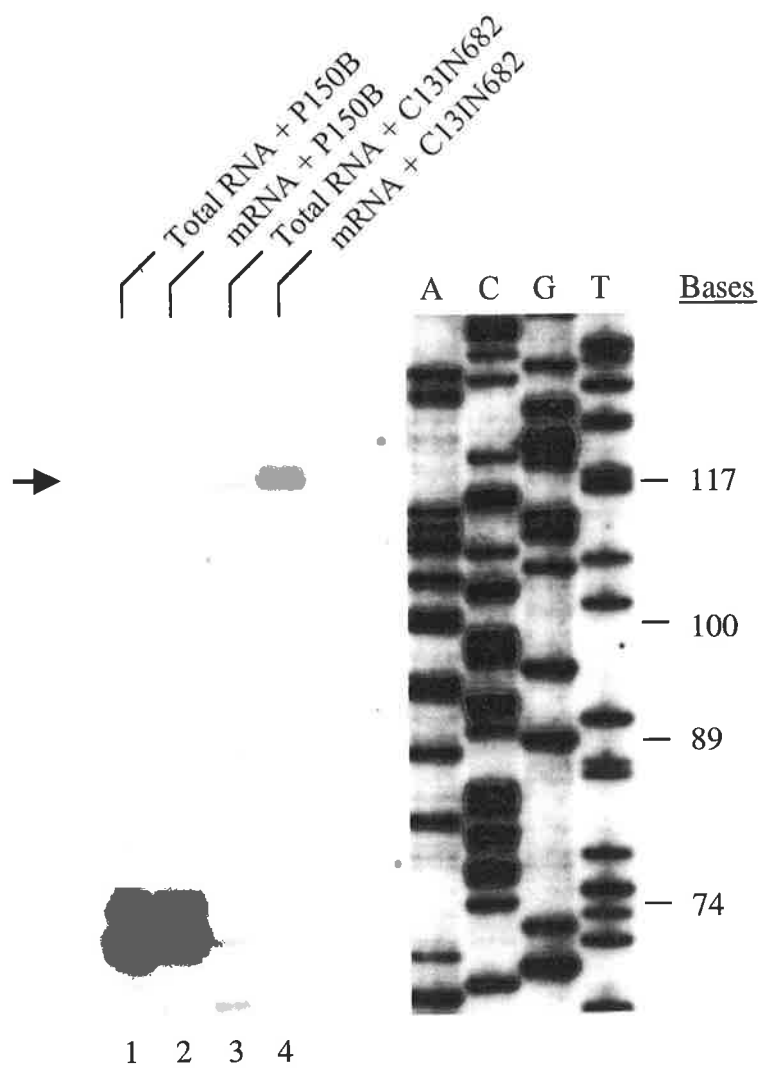 Total RNA + P150B
mRNA + P150B
Total RNA + C13IN682
mRNA + C13IN682
A C G T Bases
117
100
89
74
1 2 3 4